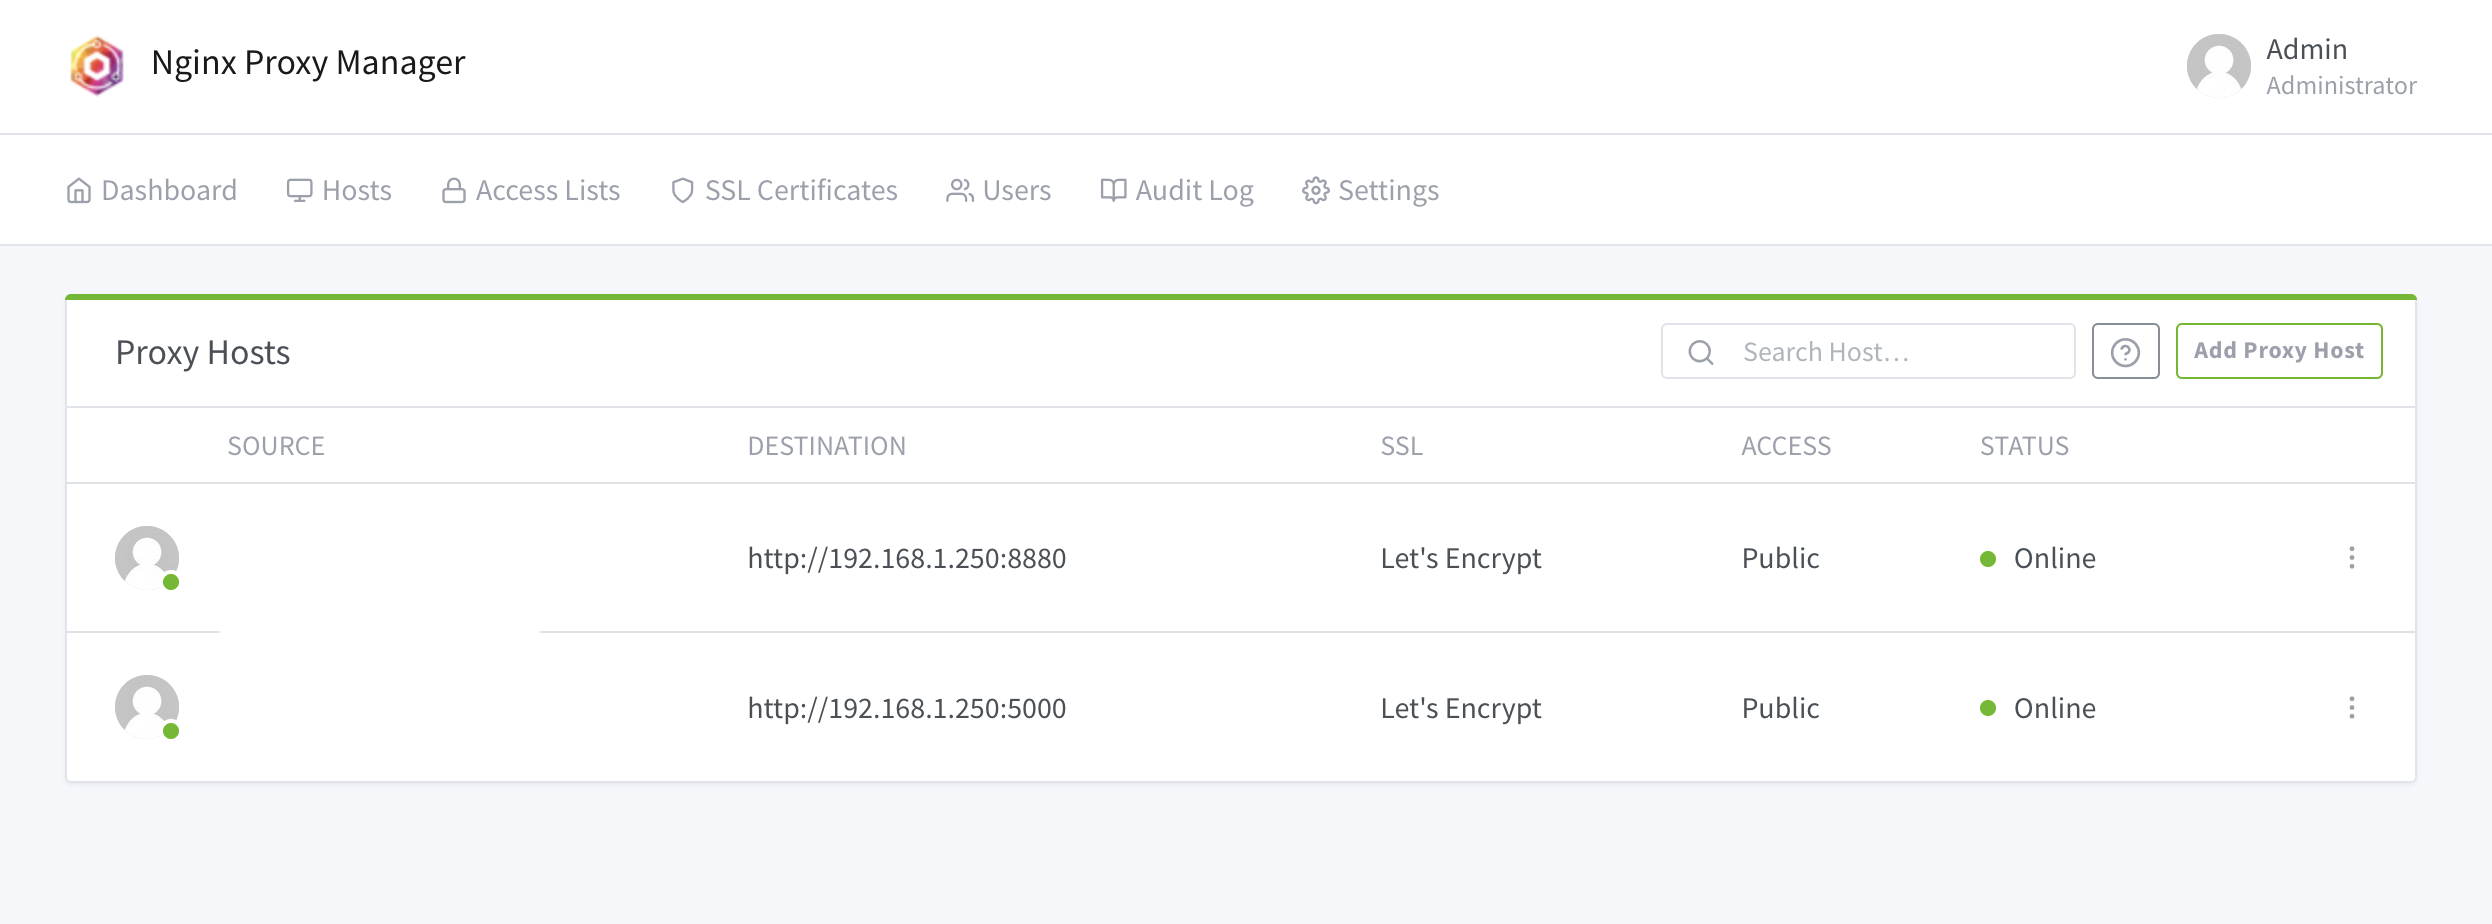 Nginx Proxy Manager
Admin
Administrator
Dashboard Hosts Access Lists SSL Certificates Users Audit Log Settings
Proxy Hosts
Search Host...
Add Proxy Host
SOURCE DESTINATION SSL ACCESS STATUS
http://192.168.1.250:8880 Let's Encrypt Public Online
http://192.168.1.250:5000 Let's Encrypt Public Online